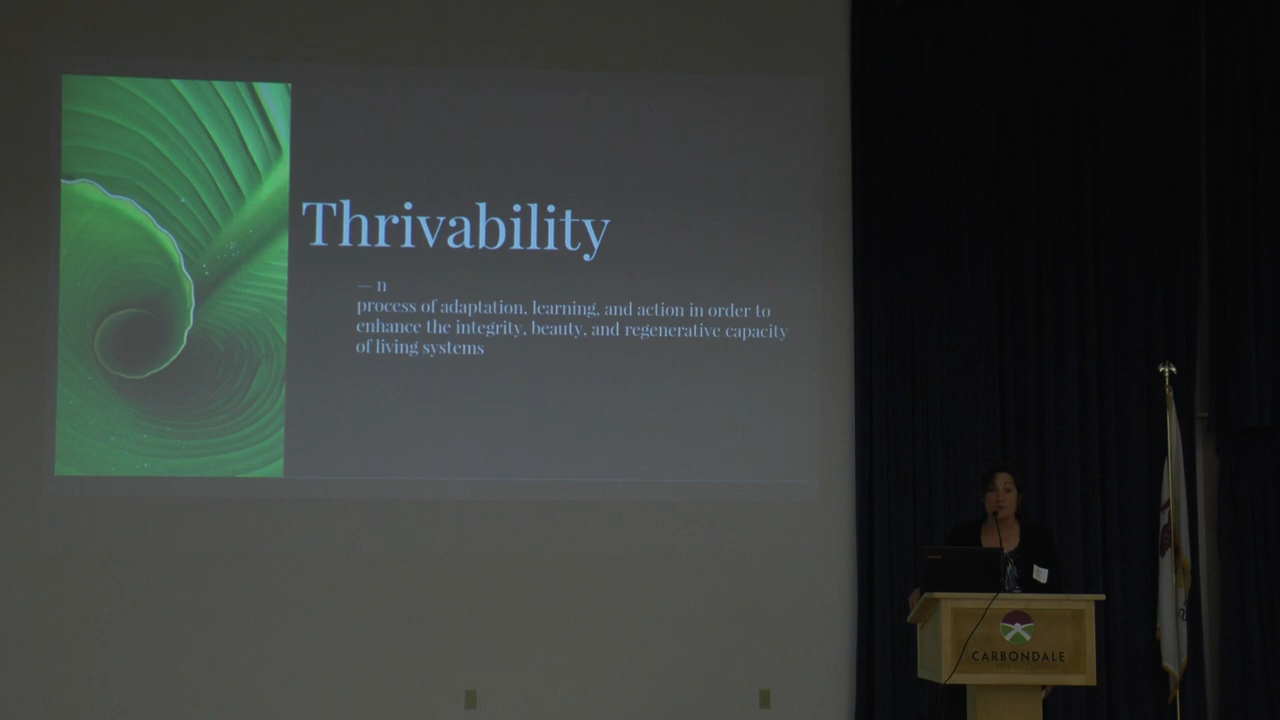 Thrivability
— n
process of adaptation, learning, and action in order to
enhance the integrity, beauty, and regenerative capacity
of living systems
CARBONDALE